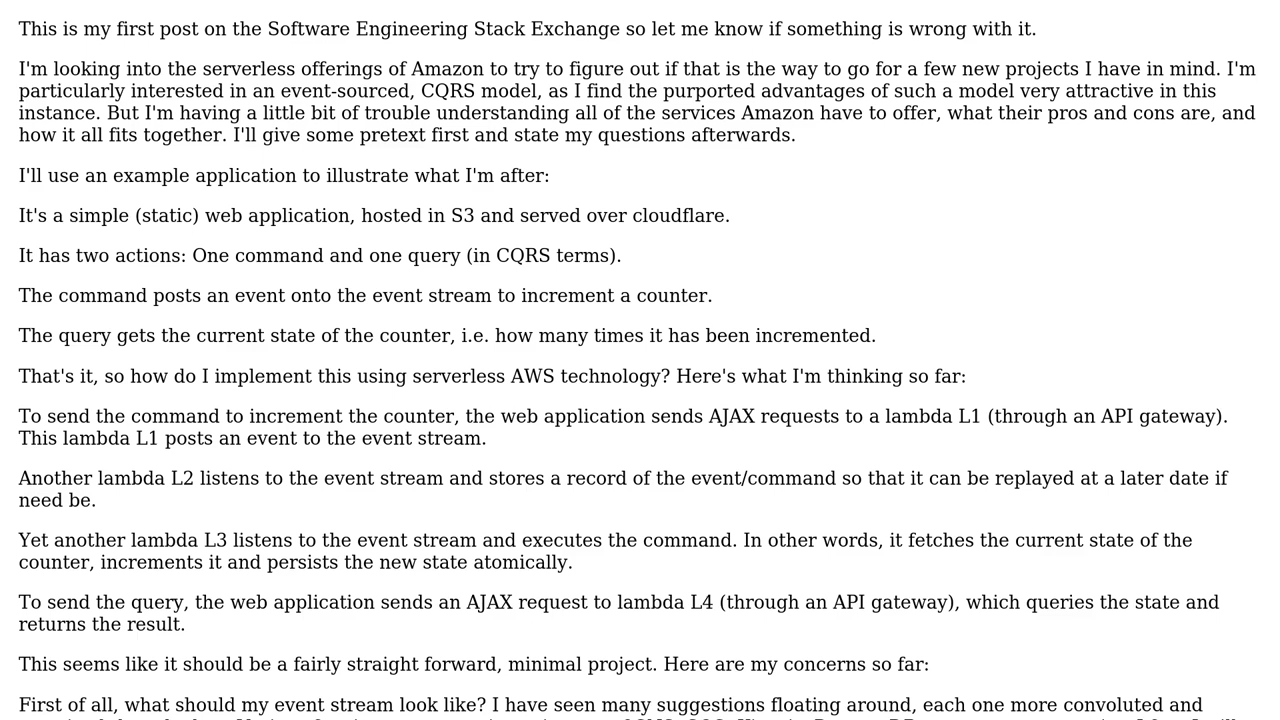 This is my first post on the Software Engineering Stack Exchange so let me know if something is wrong with it.
I'm looking into the serverless offerings of Amazon to try to figure out if that is the way to go for a few new projects I have in mind. I'm
particularly interested in an event-sourced, CQRS model, as I find the purported advantages of such a model very attractive in this
instance. But I'm having a little bit of trouble understanding all of the services Amazon have to offer, what their pros and cons are, and
how it all fits together. I'll give some pretext first and state my questions afterwards.
I'll use an example application to illustrate what I'm after:
It's a simple (static) web application, hosted in S3 and served over cloudflare.
It has two actions: One command and one query (in CQRS terms).
The command posts an event onto the event stream to increment a counter.
The query gets the current state of the counter, i.e. how many times it has been incremented.
That's it, so how do I implement this using serverless AWS technology? Here's what I'm thinking so far:
To send the command to increment the counter, the web application sends AJAX requests to a lambda L1 (through an API gateway).
This lambda L1 posts an event to the event stream.
Another lambda L2 listens to the event stream and stores a record of the event/command so that it can be replayed at a later date if
need be.
Yet another lambda L3 listens to the event stream and executes the command. In other words, it fetches the current state of the
counter, increments it and persists the new state atomically.
To send the query, the web application sends an AJAX request to lambda L4 (through an API gateway), which queries the state and
returns the result.
This seems like it should be a fairly straight forward, minimal project. Here are my concerns so far:
First of all, what should my event stream look like? I have seen many suggestions floating around, each one more convoluted and